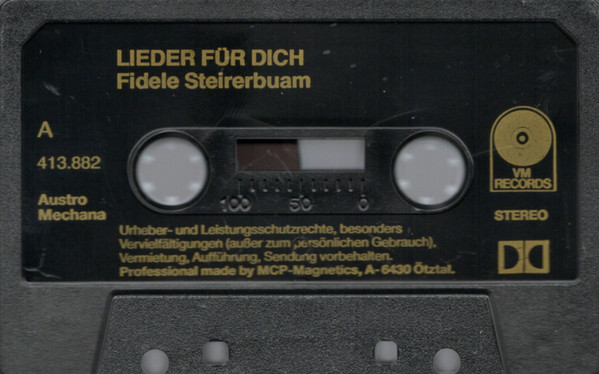 LIEDER FÜR DICH
Fidele Steirerbuam
A
413.882
VM
RECORDS
100 50 0
Austro
Mechana
STEREO
Urheber- und Leistungsschutzrechte, besonders
Vervielfältigungen (außer zum persönlichen Gebrauch),
Vermietung, Aufführung, Sendung vorbehalten.
Professional made by MCP-Magnetics, A- 6430 Ötztal.